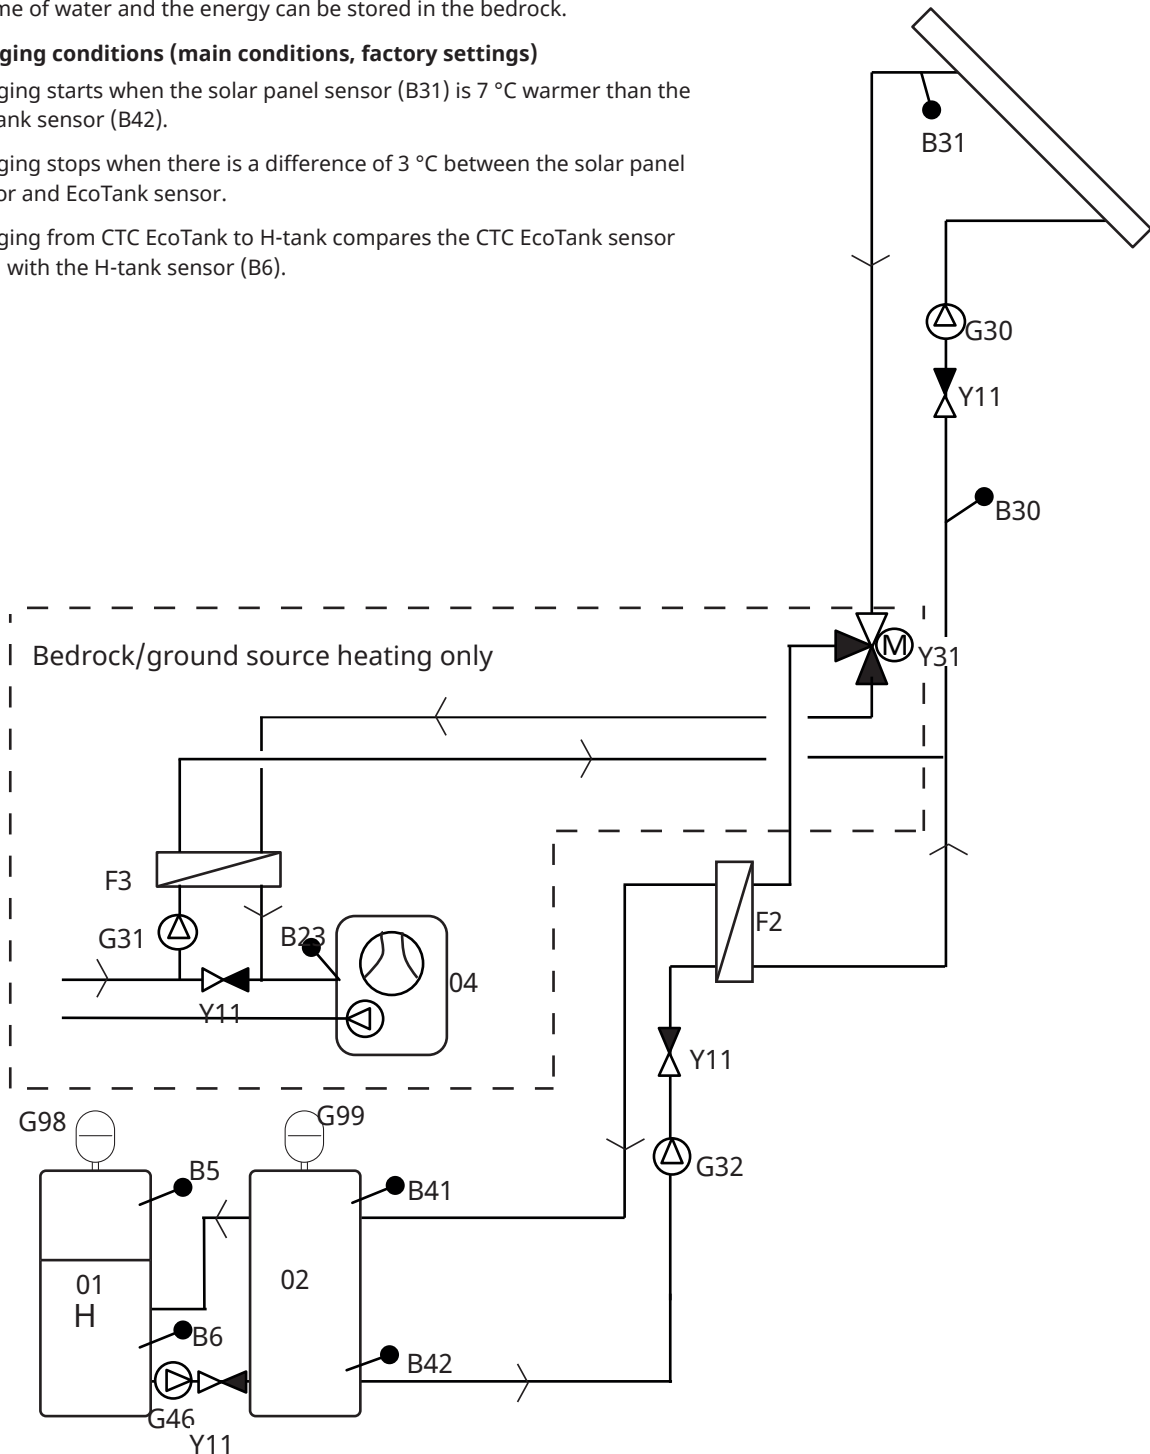 me of water and the energy can be stored in the bedrock.
ging conditions (main conditions, factory settings)
ging starts when the solar panel sensor (B31) is 7 °C warmer than the
ank sensor (B42).
ging stops when there is a difference of 3 °C between the solar panel
or and EcoTank sensor.
ging from CTC EcoTank to H-tank compares the CTC EcoTank sensor
with the H-tank sensor (B6).
B31
G30
Y11
B30
Bedrock/ground source heating only
M
Y31
F3
F2
G31
B23
04
Y11
Y11
G98
G99
G32
B5
B41
01
H
02
B6
B42
G46
Y11